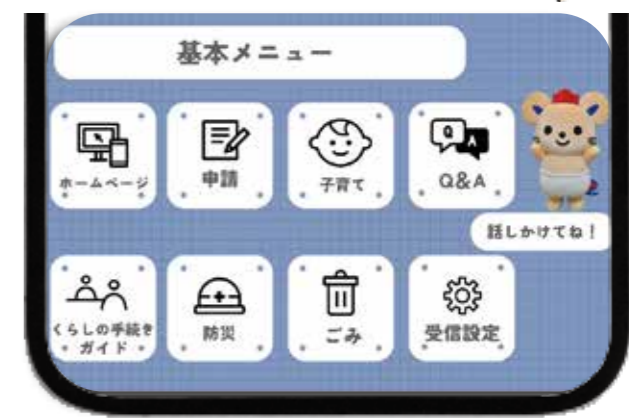 基本メニュー
ホームページ
申請
子育て
Q
A
Q&A
話しかけてね!
くらしの手続き
ガイド
防災
ごみ
受信設定